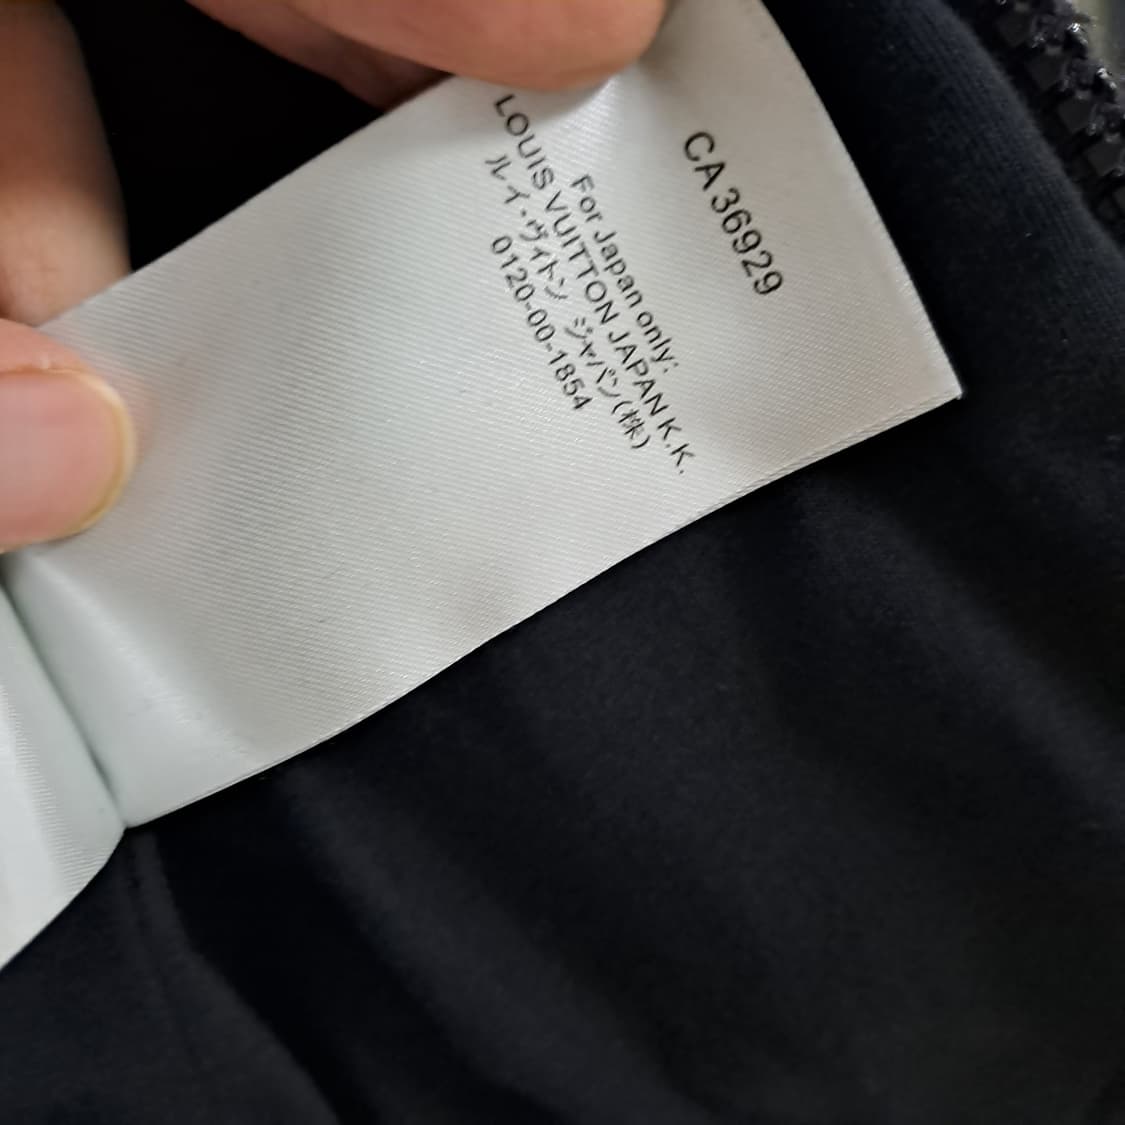 CA 36929
For Japan only:
LOUIS VUITTON JAPAN K.K.
ルイ・ヴィトン ジャパン(株)
0120-00-1854